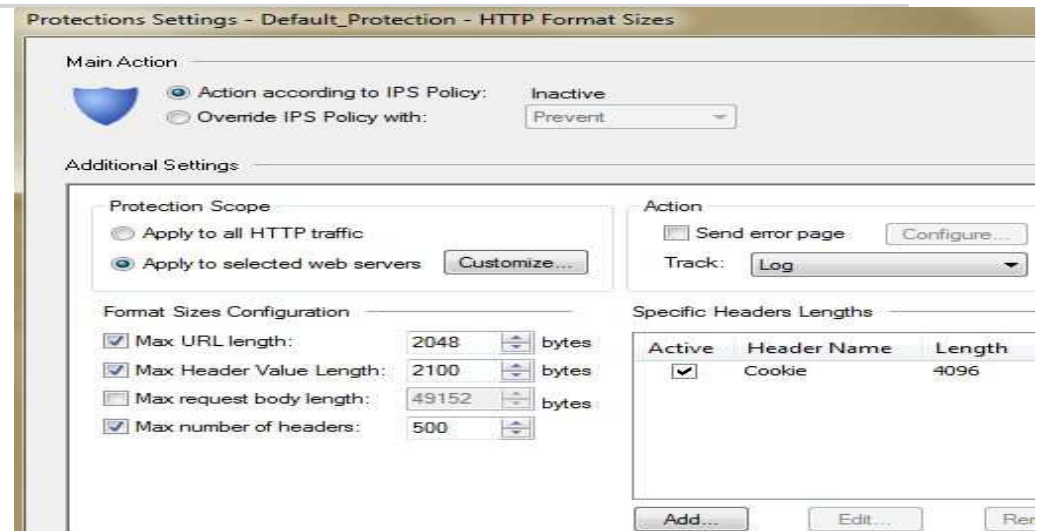 Protections Settings - Default_Protection - HTTP Format Sizes
Main Action
Action according to IPS Policy: Inactive
Override IPS Policy with: Prevent
Additional Settings
Protection Scope
Apply to all HTTP traffic
Apply to selected web servers Customize...
Action
Send error page Configure...
Track: Log
Format Sizes Configuration
Max URL length: 2048 bytes
Max Header Value Length: 2100 bytes
Max request body length: 49152 bytes
Max number of headers: 500
Specific Headers Lengths
Active Header Name Length
Cookie 4096
Add... Edit... Rer